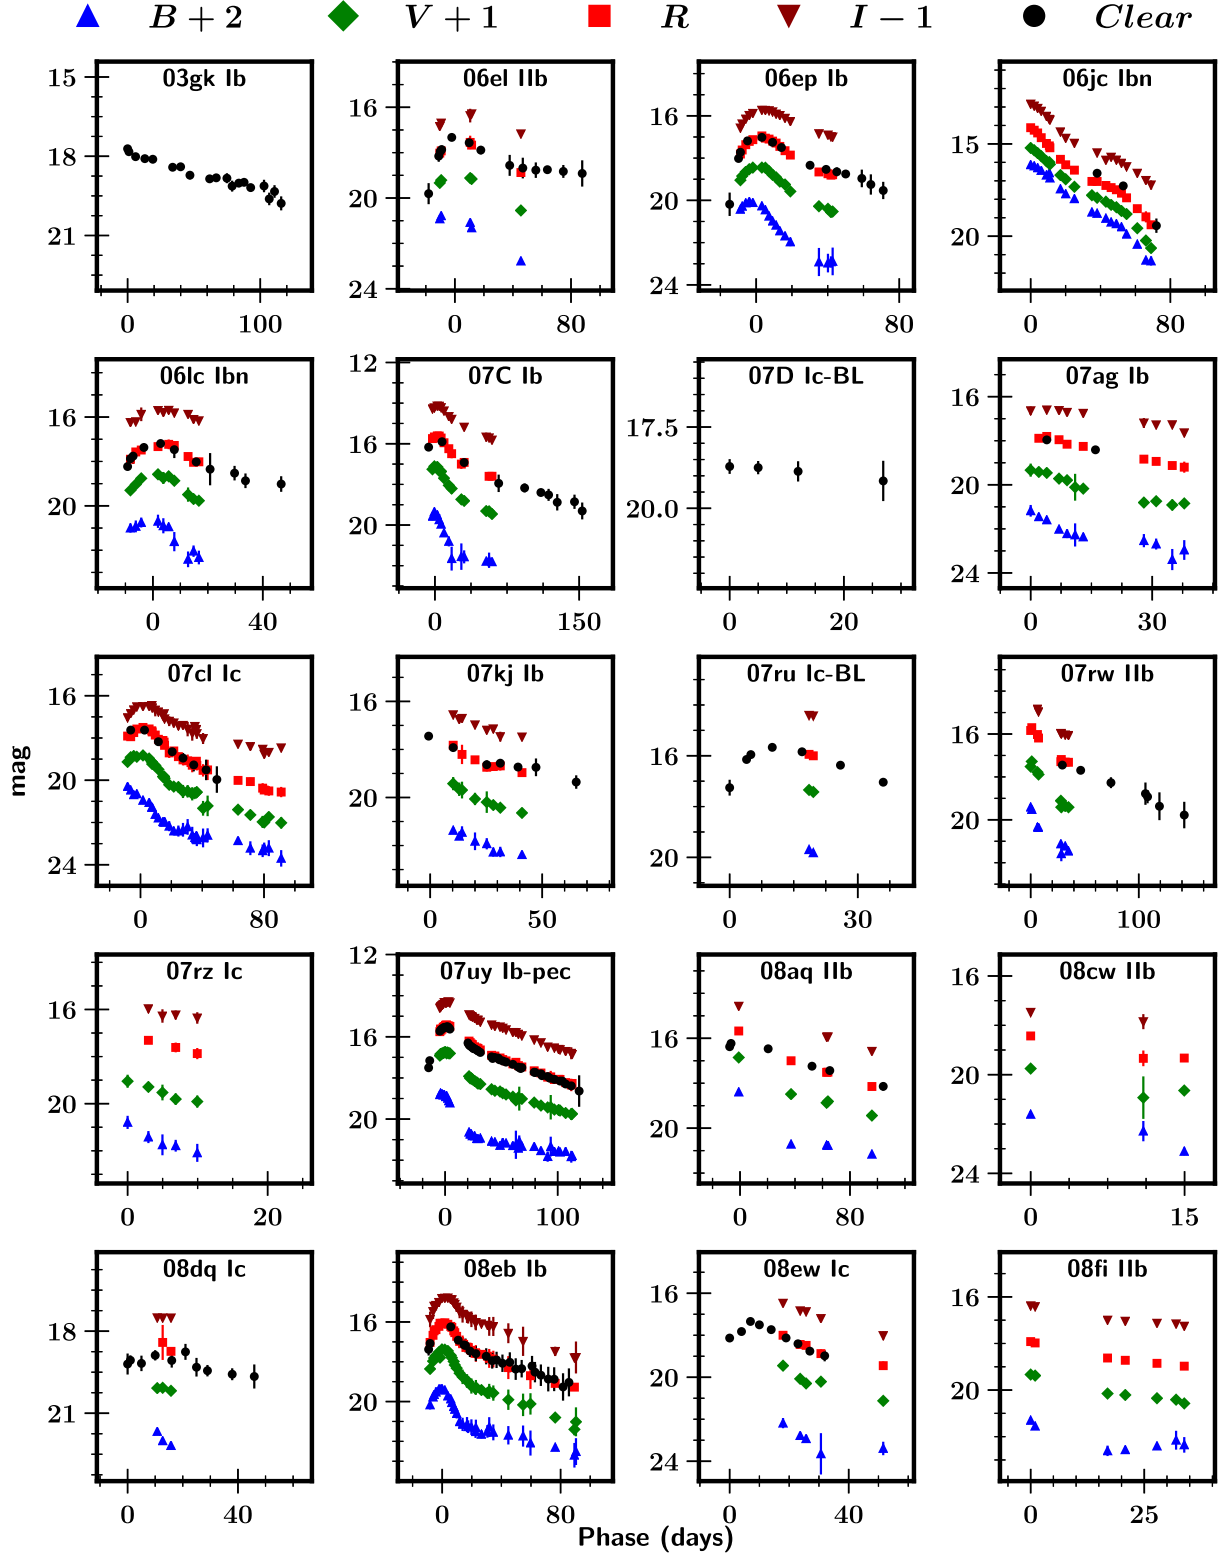 B + 2 V + 1 R I − 1 Clear
03gk Ib 06el IIb 06ep Ib 06jc Ibn
15 18 21
16 20 24
16 20 24
15 20
0 100 0 80 0 80 0 80
06lc Ibn 07C Ib 07D Ic-BL 07ag Ib
16 20
12 16 20
17.5 20.0
16 20 24
0 40 0 150 0 20 0 30
07cl Ic 07kj Ib 07ru Ic-BL 07rw IIb
16 20 24
16 20
16 20
16 20
0 80 0 50 0 30 0 100
mag
07rz Ic 07uy Ib-pec 08aq IIb 08cw IIb
16 20
12 16 20
16 20
16 20 24
0 20 0 100 0 80 0 15
08dq Ic 08eb Ib 08ew Ic 08fi IIb
18 21
16 20
16 20 24
16 20
0 40 0 80 0 40 0 25
Phase (days)